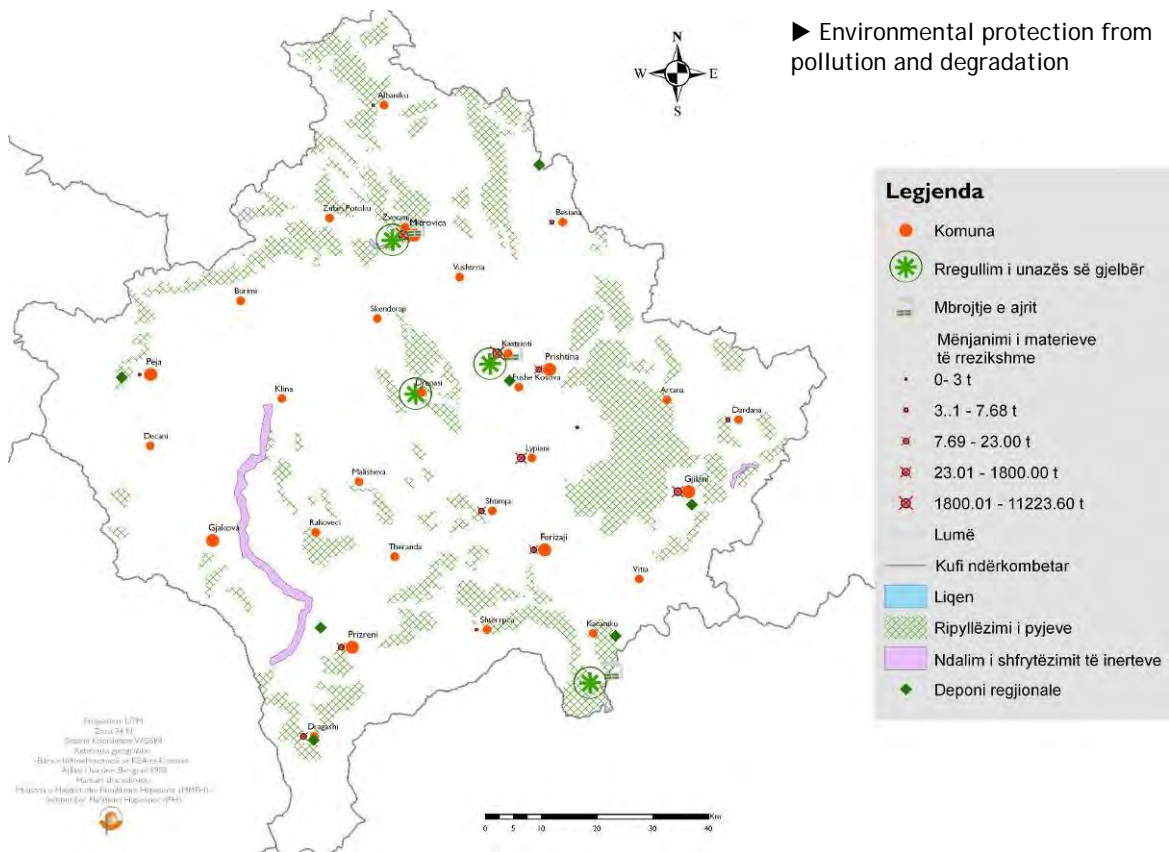 ▶ Environmental protection from
pollution and degradation
N
W E
S
Albaniku
Zubin Potoku
Zveqani
Mitrovica
Besiana
Vushtrria
Burimi
Skenderaj
Kastrioti
Prishtina
Peja
Fushe Kosova
Drenasi
Klina
Artana
Dardana
Decani
Lypjani
Malisheva
Gjilani
Shtimja
Gjakova
Rahoveci
Ferizaji
Theranda
Vitia
Shterrpca
Kacaniku
Prizreni
Dragashi
Legjenda
Komuna
Rregullim i unazës së gjelbër
Mbrojtje e ajrit
Mënjanimi i materieve
të rrezikshme
0- 3 t
3..1 - 7.68 t
7.69 - 23.00 t
23.01 - 1800.00 t
1800.01 - 11223.60 t
Lumë
Kufi ndërkombetar
Liqen
Ripyllëzimi i pyjeve
Ndalim i shfrytëzimit të inerteve
Deponi regjionale
Km
0 5 10 20 30 40